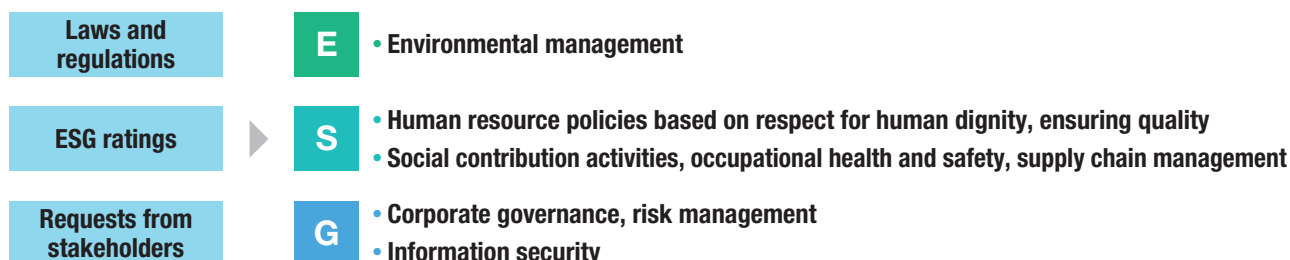 Laws and
regulations
E
• Environmental management
ESG ratings
S
• Human resource policies based on respect for human dignity, ensuring quality
• Social contribution activities, occupational health and safety, supply chain management
Requests from
stakeholders
G
• Corporate governance, risk management
• Information security